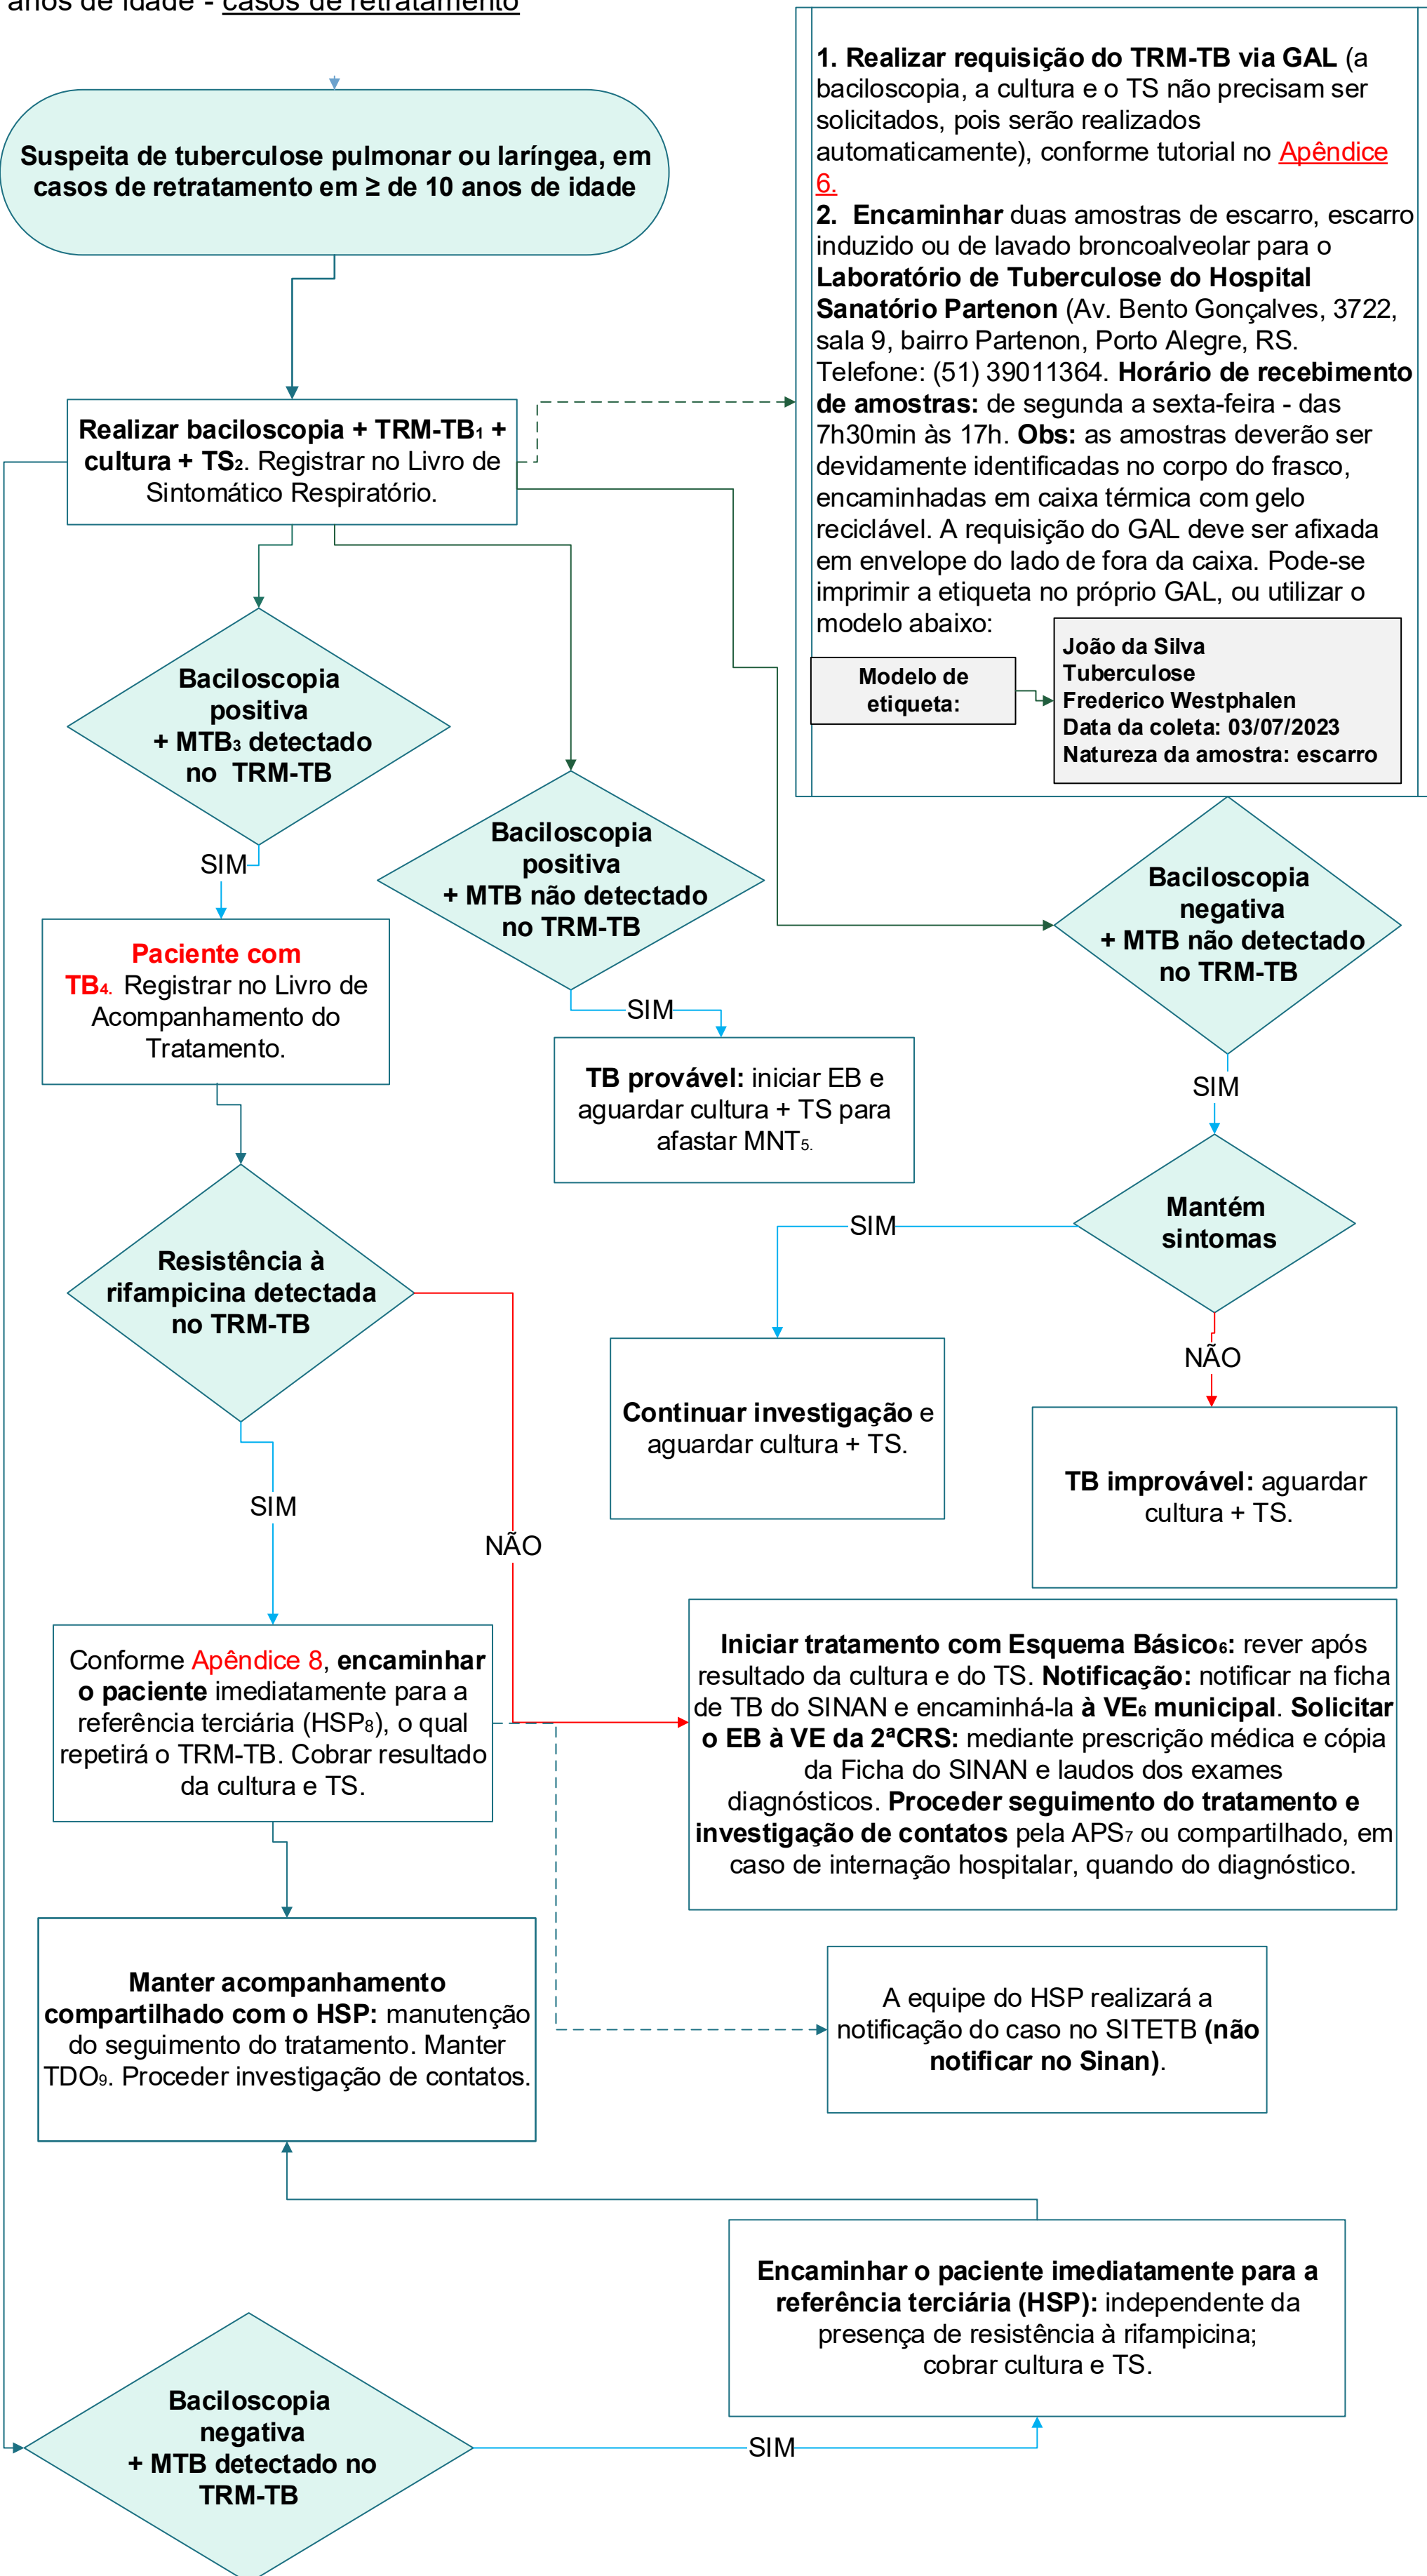 anos de idade - casos de retratamento
Suspeita de tuberculose pulmonar ou laríngea, em
casos de retratamento em ≥ de 10 anos de idade
1. Realizar requisição do TRM-TB via GAL (a
baciloscopia, a cultura e o TS não precisam ser
solicitados, pois serão realizados
automaticamente), conforme tutorial no Apêndice
6.
2. Encaminhar duas amostras de escarro, escarro
induzido ou de lavado broncoalveolar para o
Laboratório de Tuberculose do Hospital
Sanatório Partenon (Av. Bento Gonçalves, 3722,
sala 9, bairro Partenon, Porto Alegre, RS.
Telefone: (51) 39011364. Horário de recebimento
de amostras: de segunda a sexta-feira - das
7h30min às 17h. Obs: as amostras deverão ser
devidamente identificadas no corpo do frasco,
encaminhadas em caixa térmica com gelo
reciclável. A requisição do GAL deve ser afixada
em envelope do lado de fora da caixa. Pode-se
imprimir a etiqueta no próprio GAL, ou utilizar o
modelo abaixo:
Modelo de
etiqueta:
João da Silva
Tuberculose
Frederico Westphalen
Data da coleta: 03/07/2023
Natureza da amostra: escarro
Realizar baciloscopia + TRM-TB1 +
cultura + TS2. Registrar no Livro de
Sintomático Respiratório.
Baciloscopia
positiva
+ MTB3 detectado
no TRM-TB
SIM
Baciloscopia
positiva
+ MTB não detectado
no TRM-TB
SIM
Baciloscopia
negativa
+ MTB não detectado
no TRM-TB
SIM
Paciente com
TB4. Registrar no Livro de
Acompanhamento do
Tratamento.
TB provável: iniciar EB e
aguardar cultura + TS para
afastar MNT5.
Mantém
sintomas
SIM
NÃO
Resistência à
rifampicina detectada
no TRM-TB
SIM
NÃO
Continuar investigação e
aguardar cultura + TS.
TB improvável: aguardar
cultura + TS.
Conforme Apêndice 8, encaminhar
o paciente imediatamente para a
referência terciária (HSP8), o qual
repetirá o TRM-TB. Cobrar resultado
da cultura e TS.
Iniciar tratamento com Esquema Básico6: rever após
resultado da cultura e do TS. Notificação: notificar na ficha
de TB do SINAN e encaminhá-la à VE6 municipal. Solicitar
o EB à VE da 2ªCRS: mediante prescrição médica e cópia
da Ficha do SINAN e laudos dos exames
diagnósticos. Proceder seguimento do tratamento e
investigação de contatos pela APS7 ou compartilhado, em
caso de internação hospitalar, quando do diagnóstico.
Manter acompanhamento
compartilhado com o HSP: manutenção
do seguimento do tratamento. Manter
TDO9. Proceder investigação de contatos.
A equipe do HSP realizará a
notificação do caso no SITETB (não
notificar no Sinan).
Encaminhar o paciente imediatamente para a
referência terciária (HSP): independente da
presença de resistência à rifampicina;
cobrar cultura e TS.
Baciloscopia
negativa
+ MTB detectado no
TRM-TB
SIM